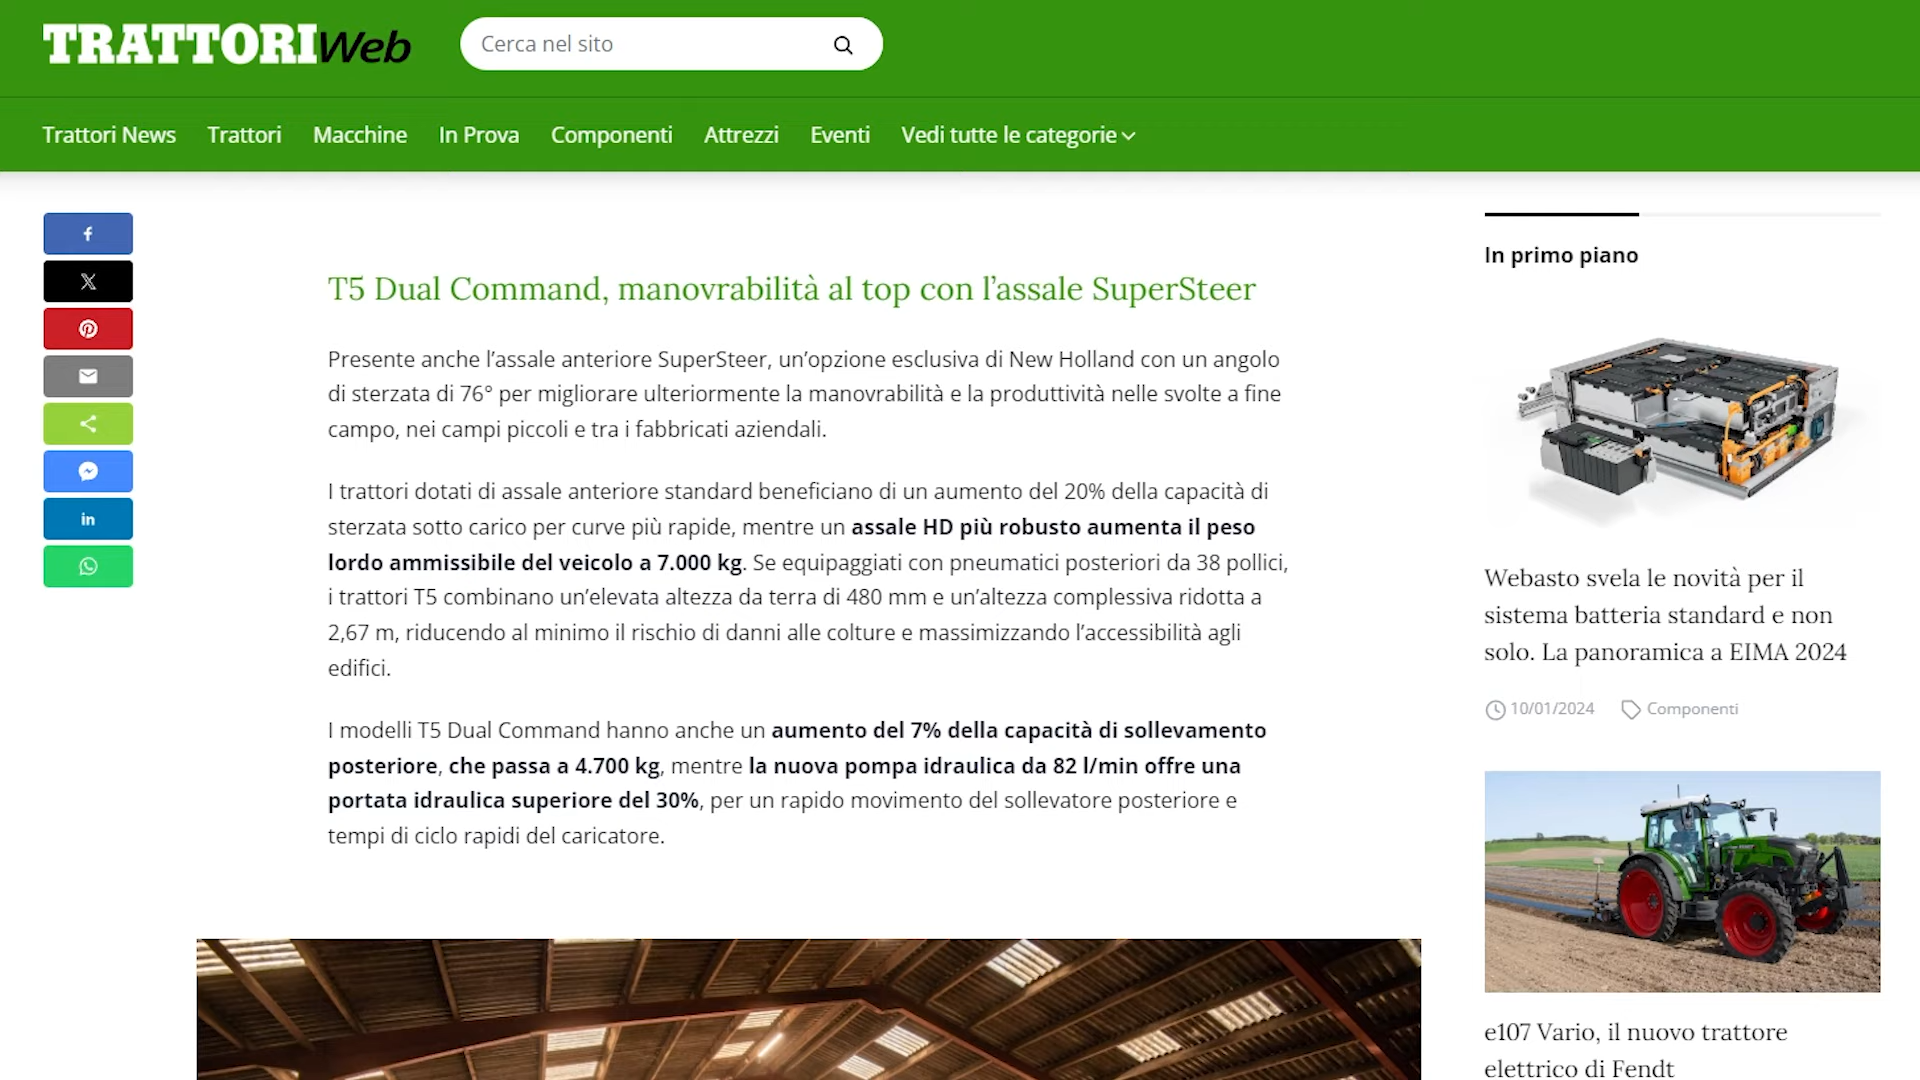 TRATTORIWeb
Cerca nel sito
Trattori News Trattori Macchine In Prova Componenti Attrezzi Eventi Vedi tutte le categorie
T5 Dual Command, manovrabilità al top con l’assale SuperSteer
Presente anche l’assale anteriore SuperSteer, un’opzione esclusiva di New Holland con un angolo
di sterzata di 76° per migliorare ulteriormente la manovrabilità e la produttività nelle svolte a fine
campo, nei campi piccoli e tra i fabbricati aziendali.
I trattori dotati di assale anteriore standard beneficiano di un aumento del 20% della capacità di
sterzata sotto carico per curve più rapide, mentre un assale HD più robusto aumenta il peso
lordo ammissibile del veicolo a 7.000 kg. Se equipaggiati con pneumatici posteriori da 38 pollici,
i trattori T5 combinano un’elevata altezza da terra di 480 mm e un’altezza complessiva ridotta a
2,67 m, riducendo al minimo il rischio di danni alle colture e massimizzando l’accessibilità agli
edifici.
I modelli T5 Dual Command hanno anche un aumento del 7% della capacità di sollevamento
posteriore, che passa a 4.700 kg, mentre la nuova pompa idraulica da 82 l/min offre una
portata idraulica superiore del 30%, per un rapido movimento del sollevatore posteriore e
tempi di ciclo rapidi del caricatore.
In primo piano
Webasto svela le novità per il
sistema batteria standard e non
solo. La panoramica a EIMA 2024
10/01/2024 Componenti
e107 Vario, il nuovo trattore
elettrico di Fendt